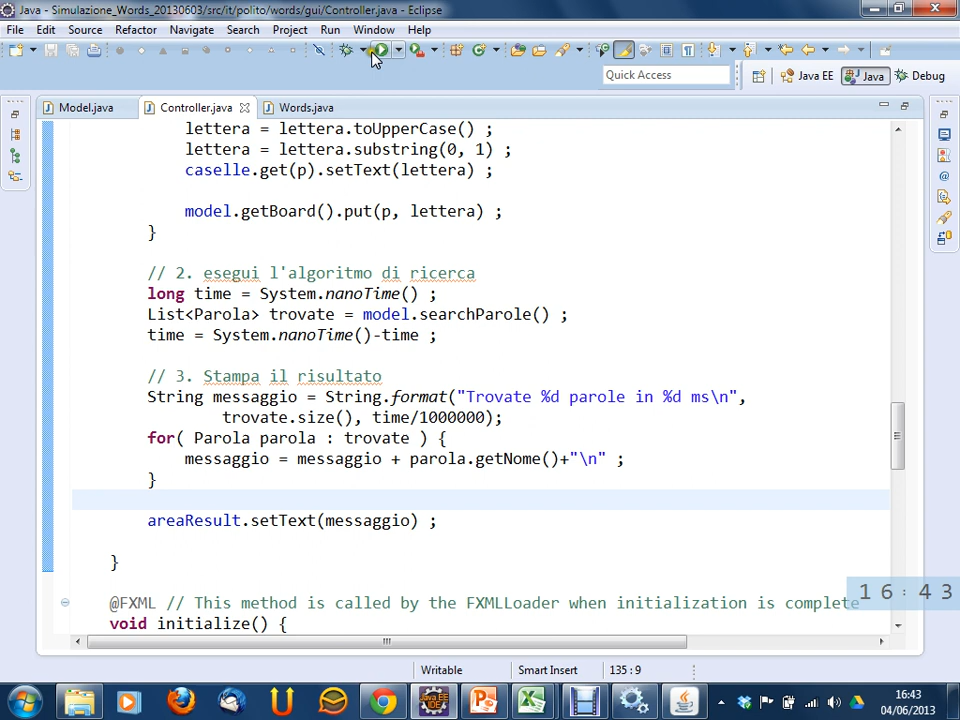 Java - Simulazione_Words_20130603/src/it/polito/words/gui/Controller.java - Eclipse
File Edit Source Refactor Navigate Search Project Run Window Help
Quick Access
Java EE Java Debug
Model.java Controller.java Words.java
lettera = lettera.toUpperCase() ;
lettera = lettera.substring(0, 1) ;
caselle.get(p).setText(lettera) ;
model.getBoard().put(p, lettera) ;
}
// 2. esegui l'algoritmo di ricerca
long time = System.nanoTime() ;
List<Parola> trovate = model.searchParole() ;
time = System.nanoTime()-time ;
// 3. Stampa il risultato
String messaggio = String.format("Trovate %d parole in %d ms\n",
trovate.size(), time/1000000);
for( Parola parola : trovate ) {
messaggio = messaggio + parola.getNome()+"\n" ;
}
areaResult.setText(messaggio) ;
}
16:43
@FXML // This method is called by the FXMLLoader when initialization is complete
void initialize() {
Writable Smart Insert 135 : 9
16:43
04/06/2013